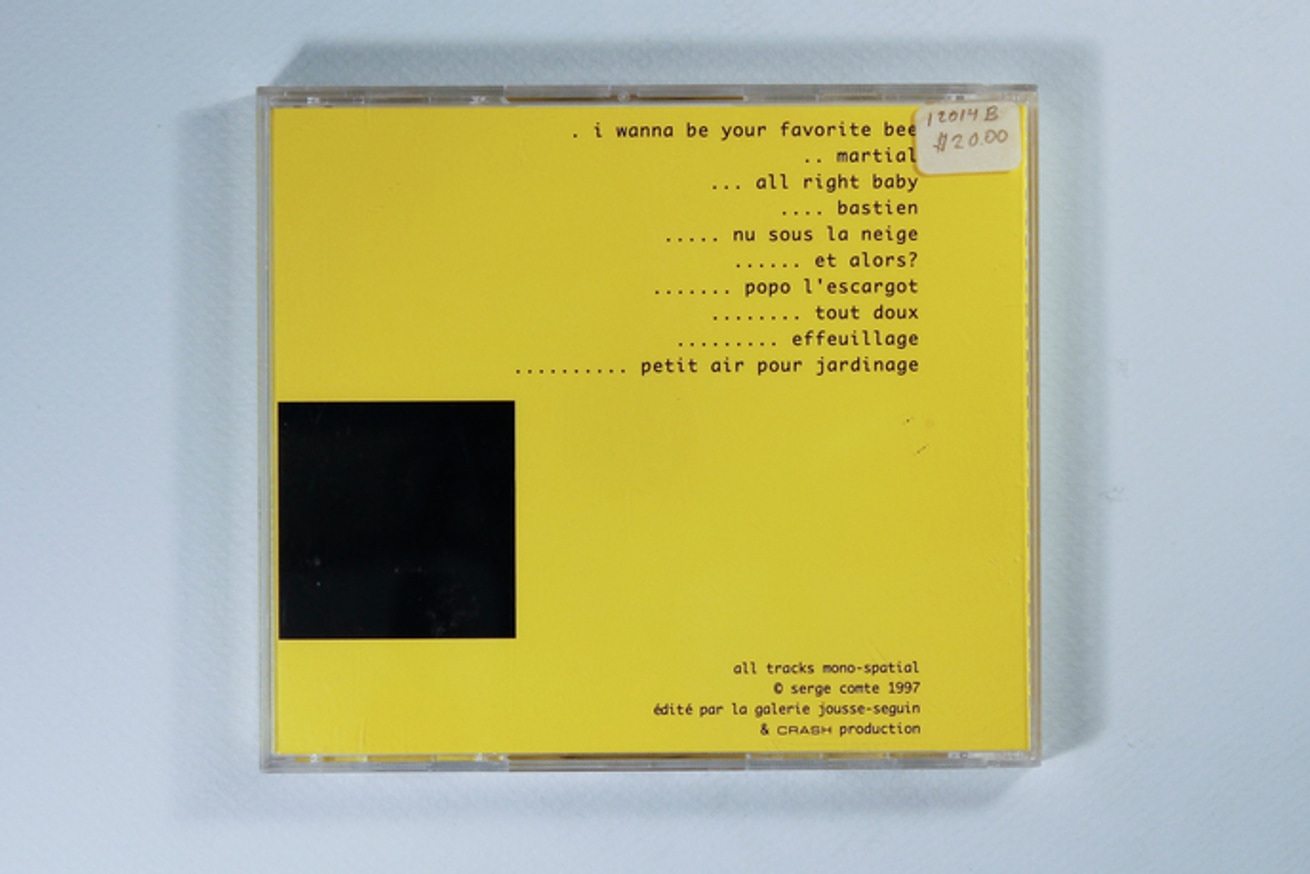 . i wanna be your favorite bee
.. martial
... all right baby
.... bastien
..... nu sous la neige
...... et alors?
....... popo l'escargot
........ tout doux
......... effeuillage
.......... petit air pour jardinage
12014 B
$20.00
all tracks mono-spatial
© serge comte 1997
édité par la galerie jousse-seguin
& CRASH production